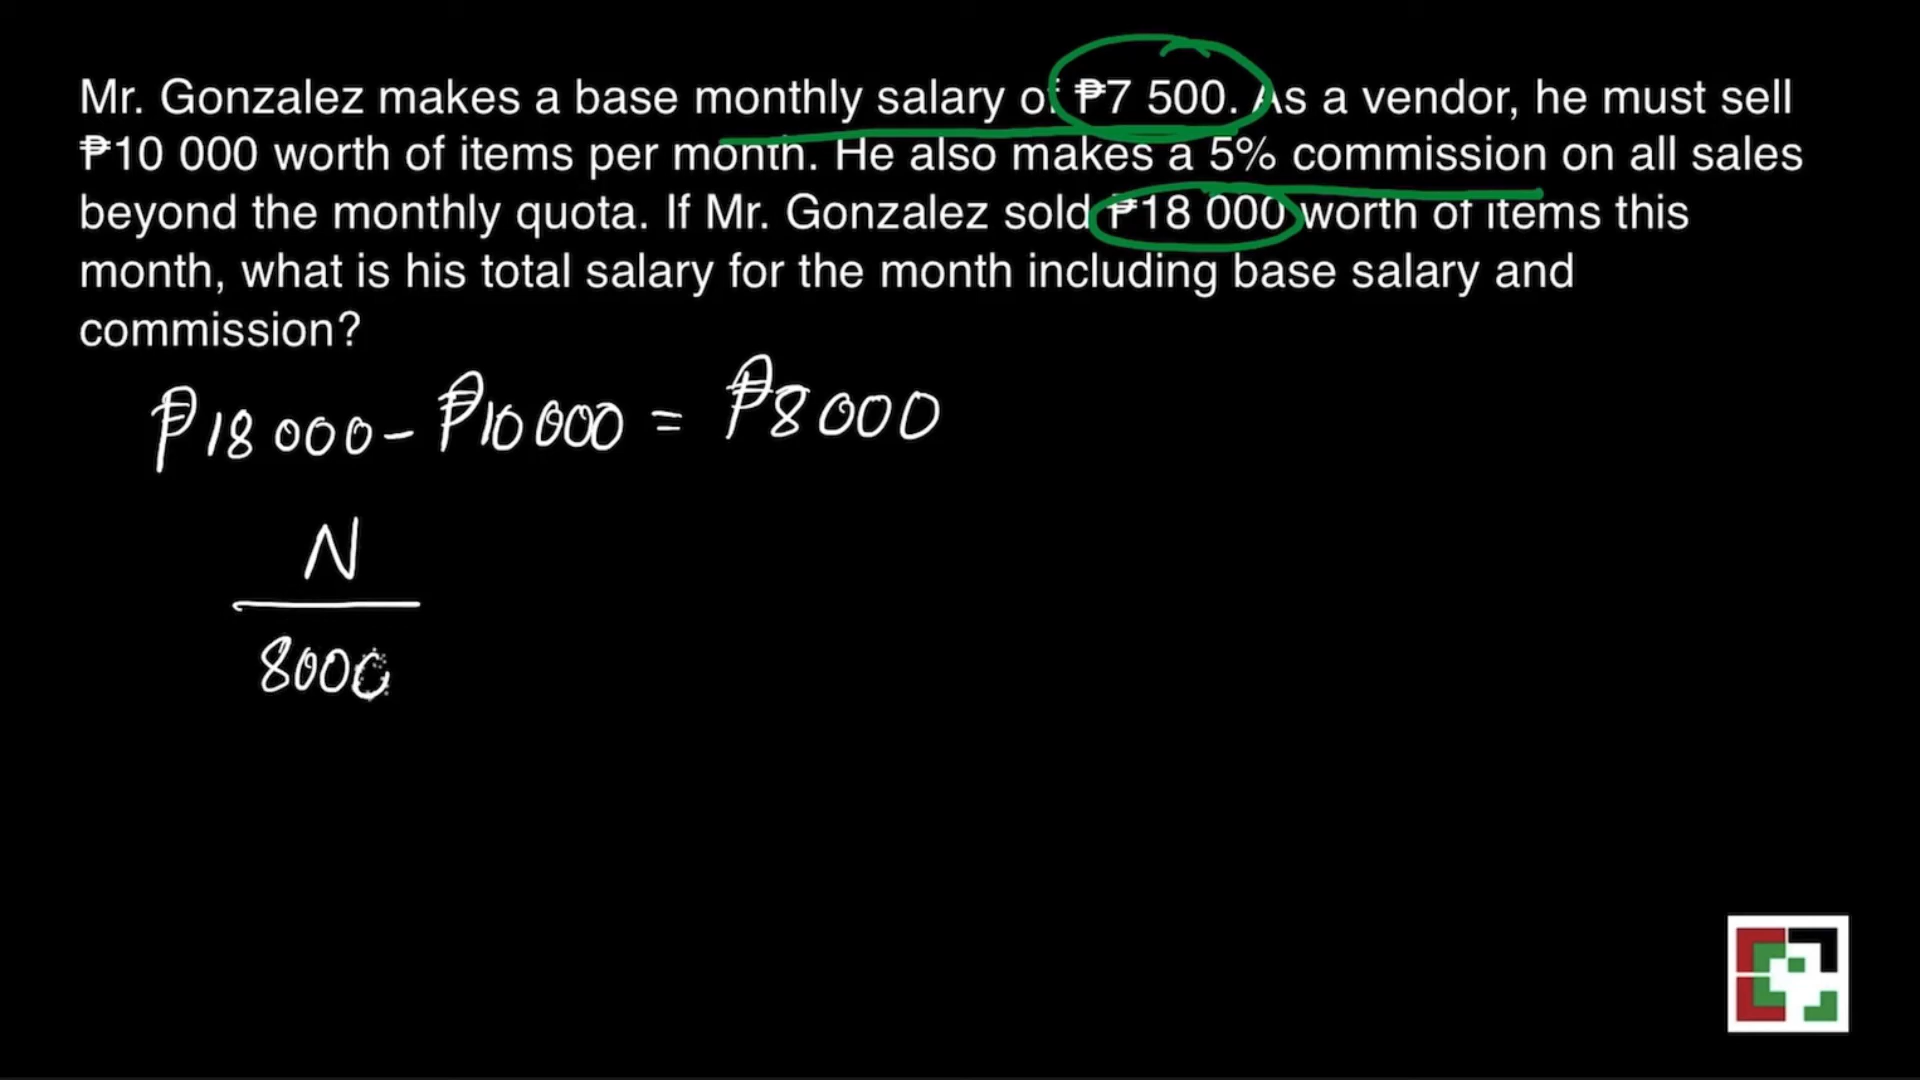 Mr. Gonzalez makes a base monthly salary of ₱7 500. As a vendor, he must sell
₱10 000 worth of items per month. He also makes a 5% commission on all sales
beyond the monthly quota. If Mr. Gonzalez sold ₱18 000 worth of items this
month, what is his total salary for the month including base salary and
commission?
₱18 000 - ₱10 000 = ₱8 000
N
8000